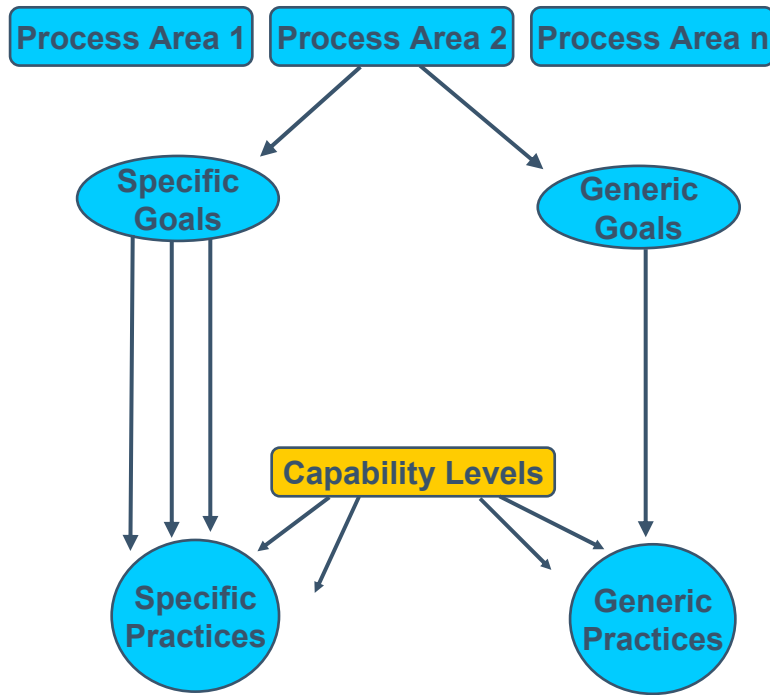 Process Area 1
Process Area 2
Process Area n
Specific
Goals
Generic
Goals
Capability Levels
Specific
Practices
Generic
Practices